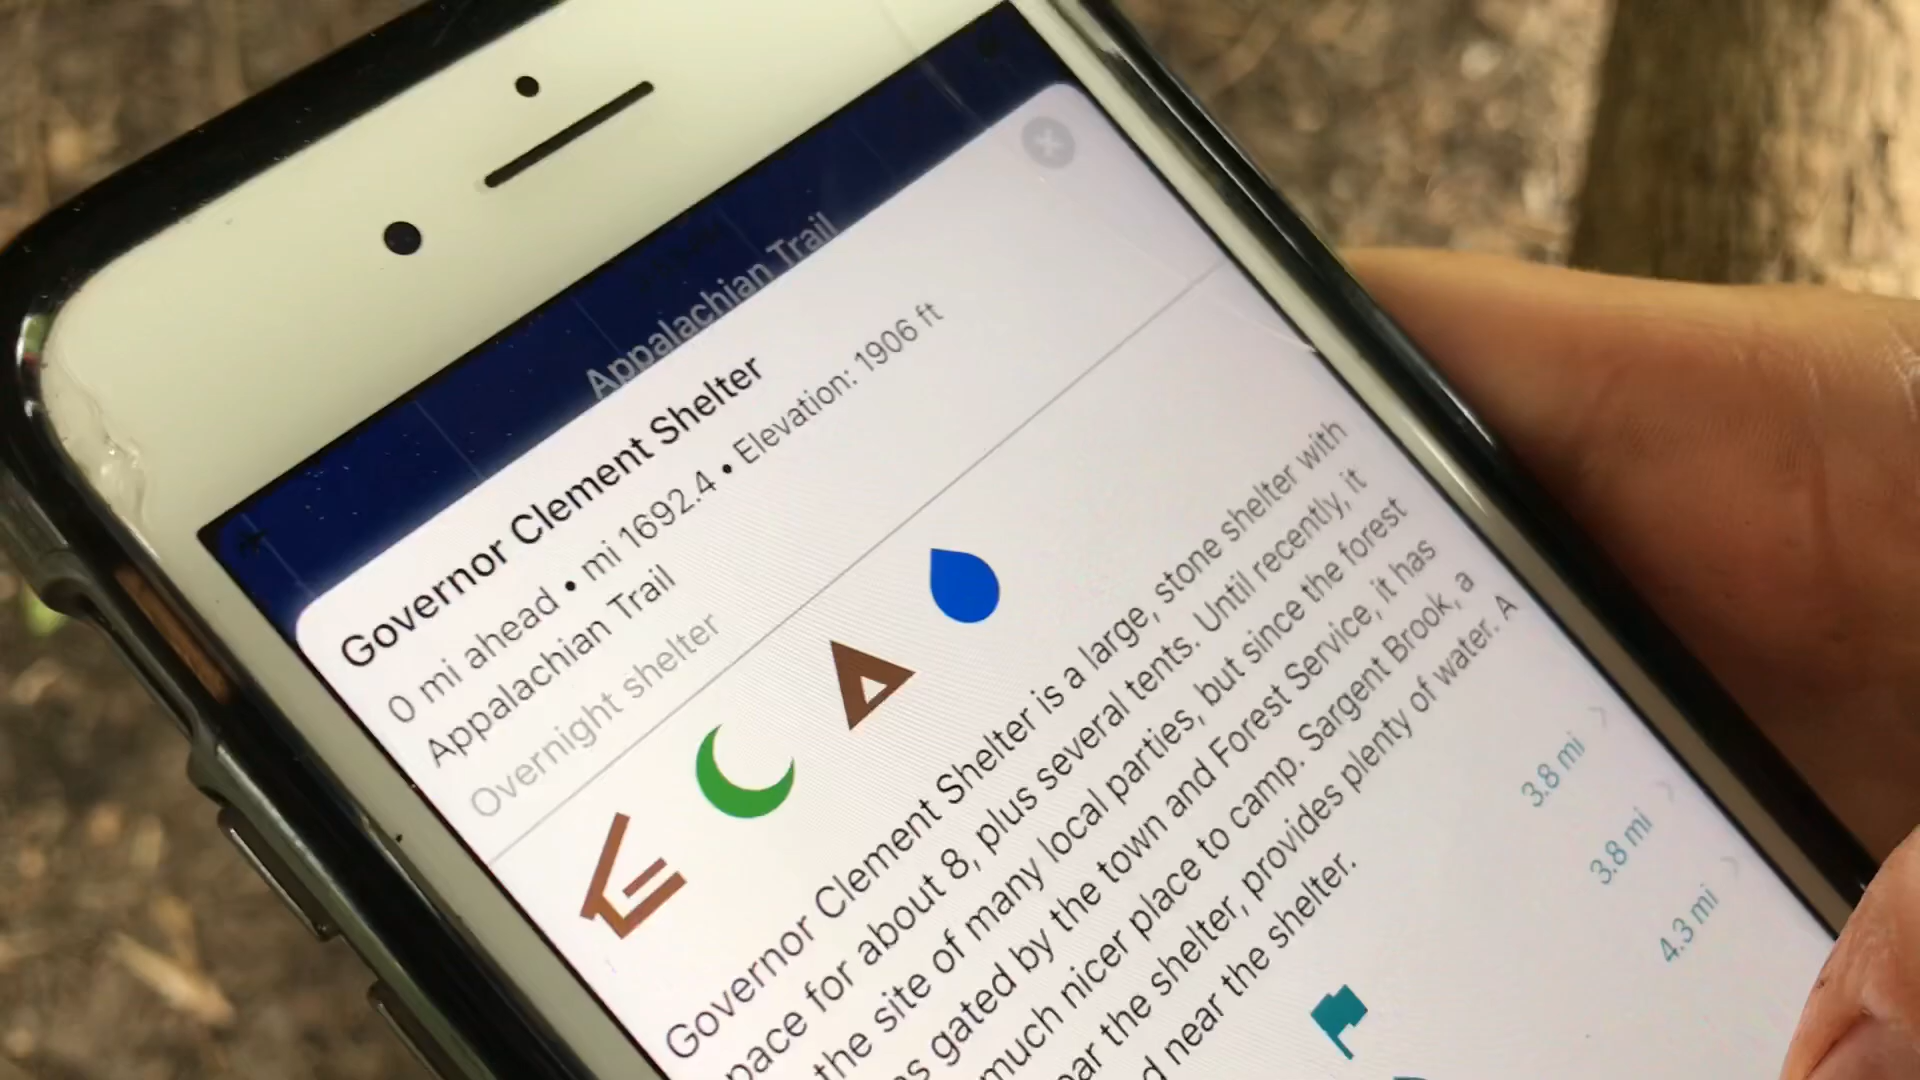 Appalachian Trail
Governor Clement Shelter
0 mi ahead • mi 1692.4 • Elevation: 1906 ft
Appalachian Trail
Overnight shelter
Governor Clement Shelter is a large, stone shelter with
pace for about 8, plus several tents. Until recently, it
the site of many local parties, but since the forest
as gated by the town and Forest Service, it has
much nicer place to camp. Sargent Brook, a
ear the shelter, provides plenty of water. A
d near the shelter.
3.8 mi
3.8 mi
4.3 mi